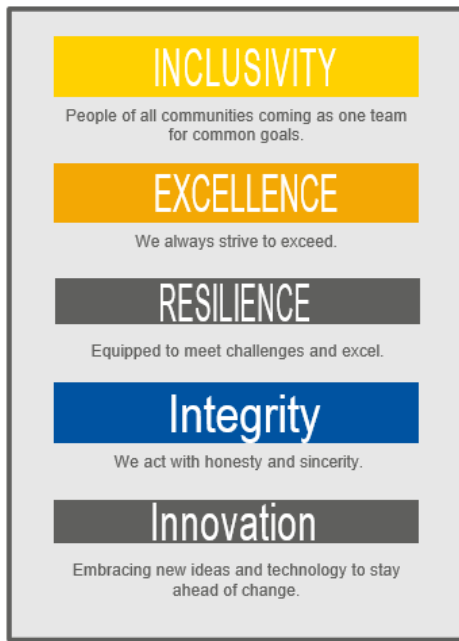 INCLUSIVITY
People of all communities coming as one team
for common goals.
EXCELLENCE
We always strive to exceed.
RESILIENCE
Equipped to meet challenges and excel.
Integrity
We act with honesty and sincerity.
Innovation
Embracing new ideas and technology to stay
ahead of change.